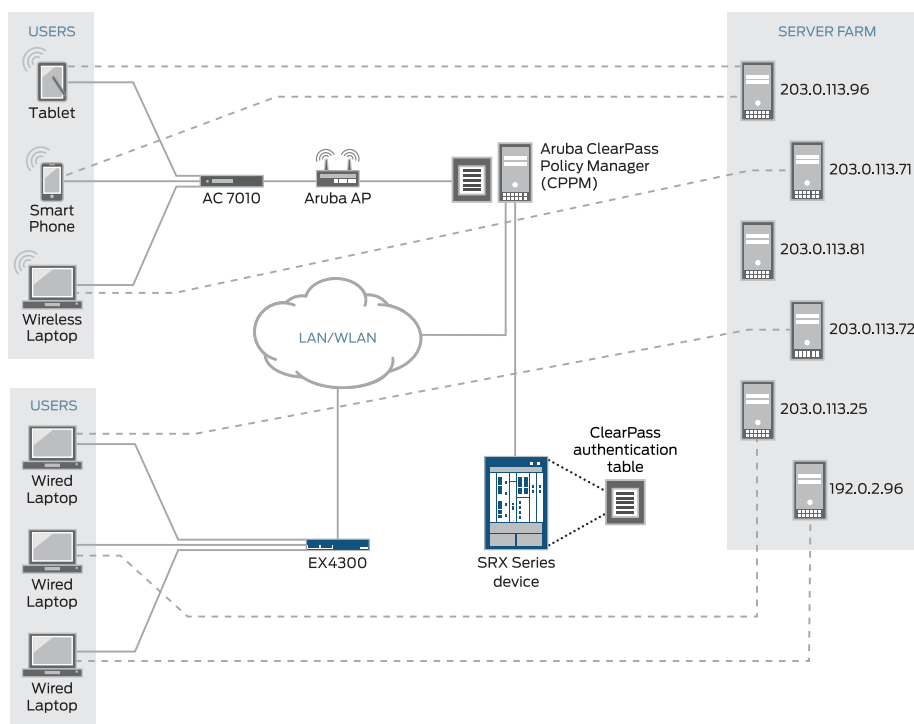 USERS
Tablet
Smart
Phone
Wireless
Laptop
AC 7010
Aruba AP
Aruba ClearPass
Policy Manager
(CPPM)
LAN/WLAN
USERS
Wired
Laptop
Wired
Laptop
Wired
Laptop
EX4300
SRX Series
device
ClearPass
authentication
table
SERVER FARM
203.0.113.96
203.0.113.71
203.0.113.81
203.0.113.72
203.0.113.25
192.0.2.96